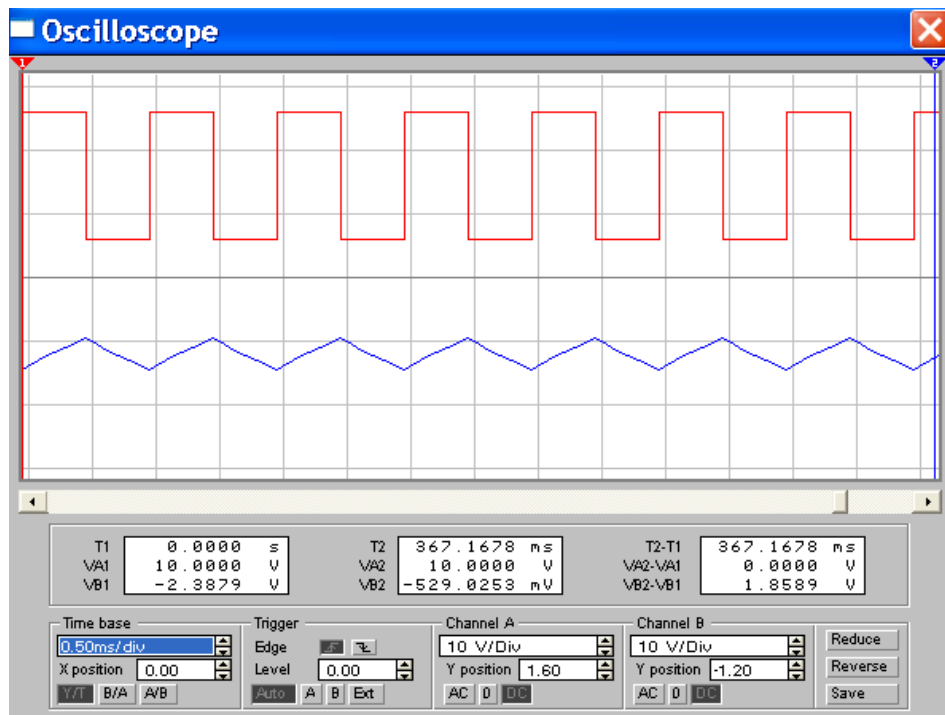 Oscilloscope
1 2
T1 0.0000 s T2 367.1678 ms T2-T1 367.1678 ms
VA1 10.0000 V VA2 10.0000 V VA2-VA1 0.0000 V
VB1 -2.3879 V VB2 -529.0253 mV VB2-VB1 1.8589 V
Time base Trigger Channel A Channel B
0.50ms/div Edge 10 V/Div 10 V/Div Reduce
X position 0.00 Level 0.00 Y position 1.60 Y position -1.20 Reverse
Y/T B/A A/B Auto A B Ext AC 0 DC AC 0 DC Save